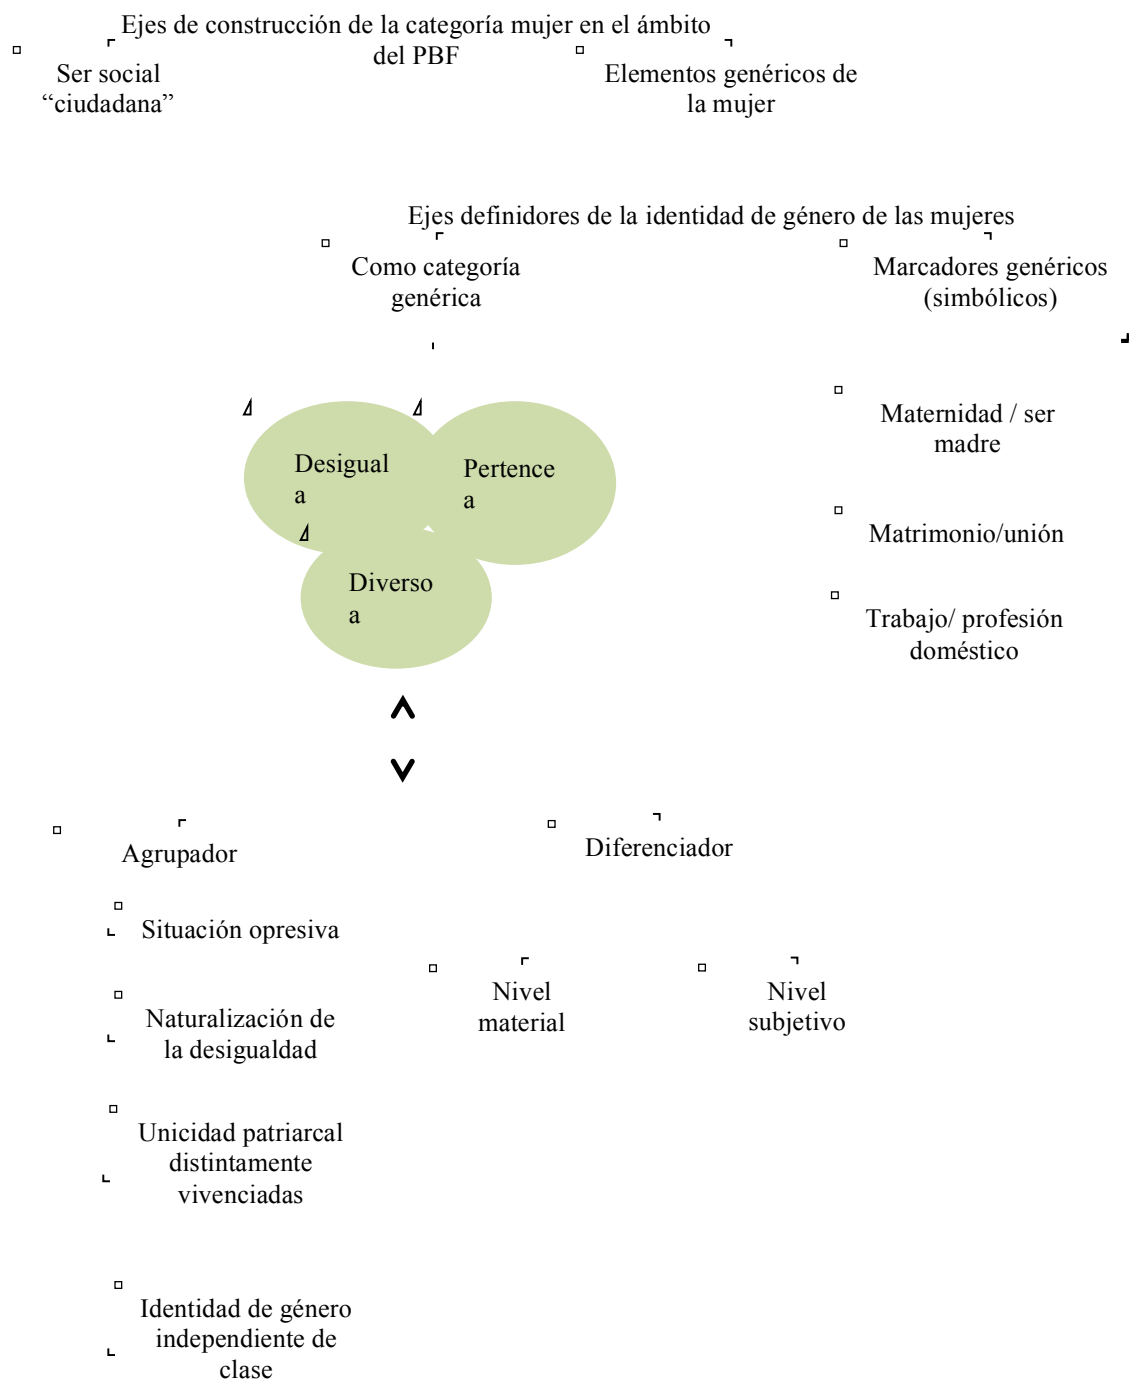 Ejes de construcción de la categoría mujer en el ámbito
del PBF
Ser social
“ciudadana”
Elementos genéricos de
la mujer
Ejes definidores de la identidad de género de las mujeres
Como categoría
genérica
Marcadores genéricos
(simbólicos)
Desigual
a
Pertence
a
Diverso
a
Maternidad / ser
madre
Matrimonio/unión
Trabajo/ profesión
doméstico
Agrupador
Diferenciador
Situación opresiva
Naturalización de
la desigualdad
Nivel
material
Nivel
subjetivo
Unicidad patriarcal
distintamente
vivenciadas
Identidad de género
independiente de
clase